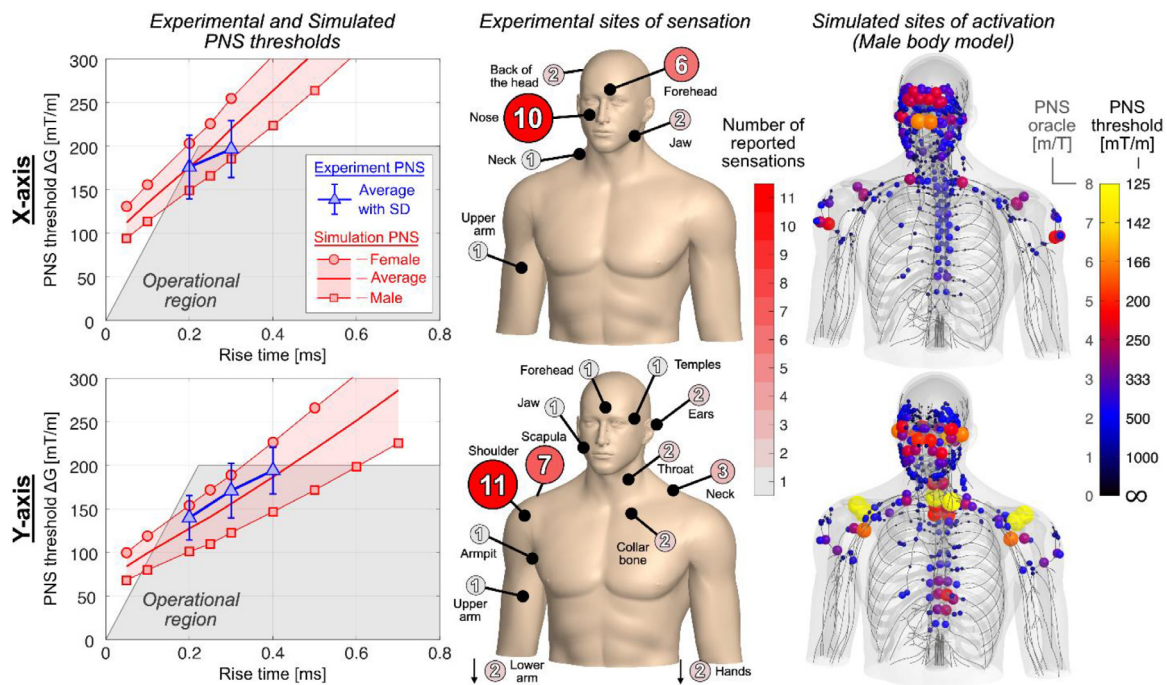 Experimental and Simulated
PNS thresholds
Experimental sites of sensation
Simulated sites of activation
(Male body model)
X-axis
PNS threshold ΔG [mT/m]
300
250
200
150
100
50
0
0
0.2
0.4
0.6
0.8
Rise time [ms]
Operational
region
Experiment PNS
Average
with SD
Simulation PNS
Female
Average
Male
Back of
the head
2
6
Forehead
Nose
10
2
Jaw
Neck
1
Upper
arm
1
Number of
reported
sensations
11
10
9
8
7
6
5
4
3
2
1
PNS
oracle
[m/T]
PNS
threshold
[mT/m]
8
125
7
142
6
166
5
200
4
250
3
333
2
500
1
1000
0
∞
Y-axis
PNS threshold ΔG [mT/m]
300
250
200
150
100
50
0
0
0.2
0.4
0.6
0.8
Rise time [ms]
Operational
region
Forehead
1
1
Temples
Jaw
1
2
Ears
Scapula
7
Shoulder
11
2
Throat
3
Neck
Armpit
1
2
Collar
bone
Upper
arm
1
2
Lower
arm
2
Hands